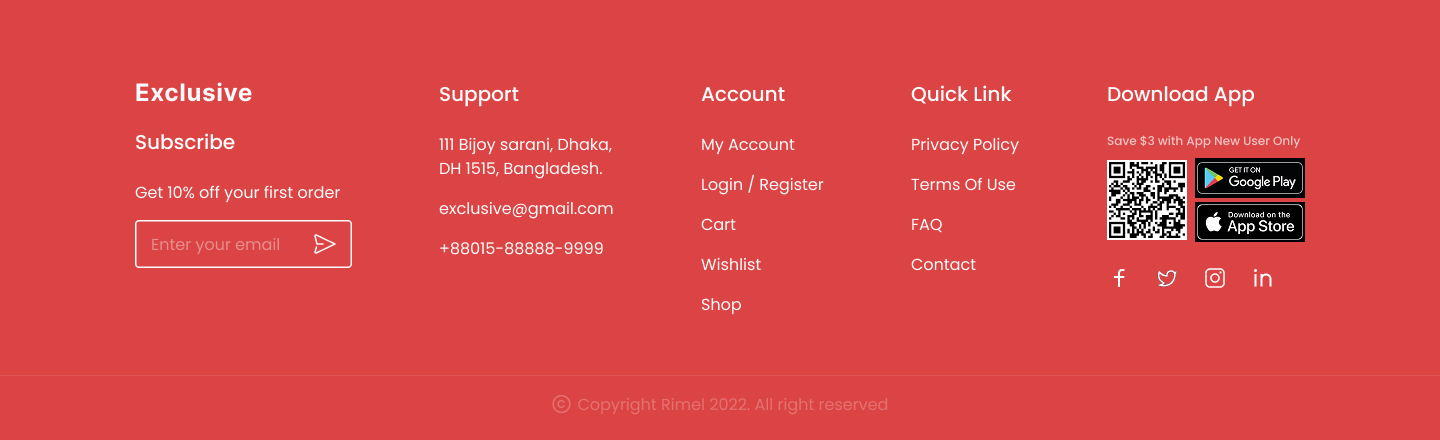 Exclusive
Subscribe
Get 10% off your first order
Enter your email
Support
111 Bijoy sarani, Dhaka,
DH 1515, Bangladesh.
exclusive@gmail.com
+88015-88888-9999
Account
My Account
Login / Register
Cart
Wishlist
Shop
Quick Link
Privacy Policy
Terms Of Use
FAQ
Contact
Download App
Save $3 with App New User Only
GET IT ON
Google Play
Download on the
App Store
© Copyright Rimel 2022. All right reserved